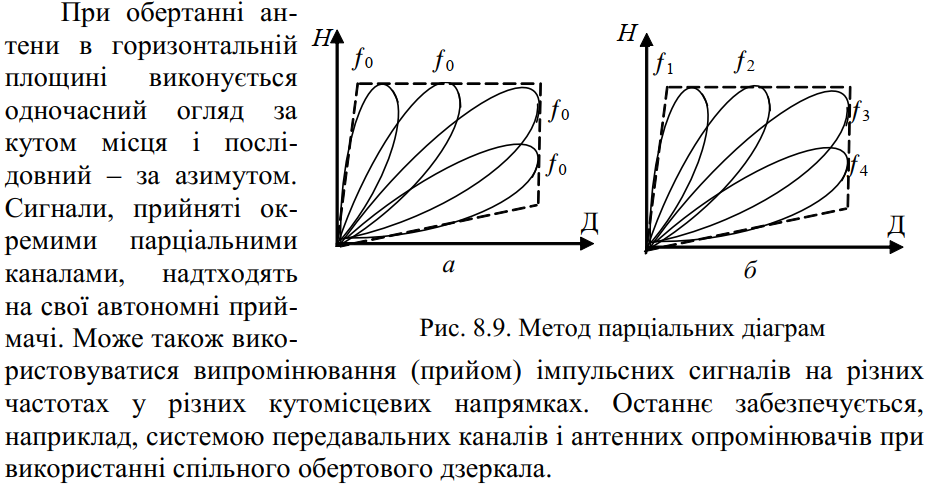 При обертанні ан-
тени в горизонтальній
площині виконується
одночасний огляд за
кутом місця і послі-
довний – за азимутом.
Сигнали, прийняті ок-
ремими парціальними
каналами, надтходять
на свої автономні прий-
мачі. Може також вико-
H
f0
f0
f0
f0
Д
а
H
f1
f2
f3
f4
Д
б
Рис. 8.9. Метод парціальних діаграм
ристовуватися випромінювання (прийом) імпульсних сигналів на різних
частотах у різних кутомісцевих напрямках. Останнє забезпечується,
наприклад, системою передавальних каналів і антенних опромінювачів при
використанні спільного обертового дзеркала.